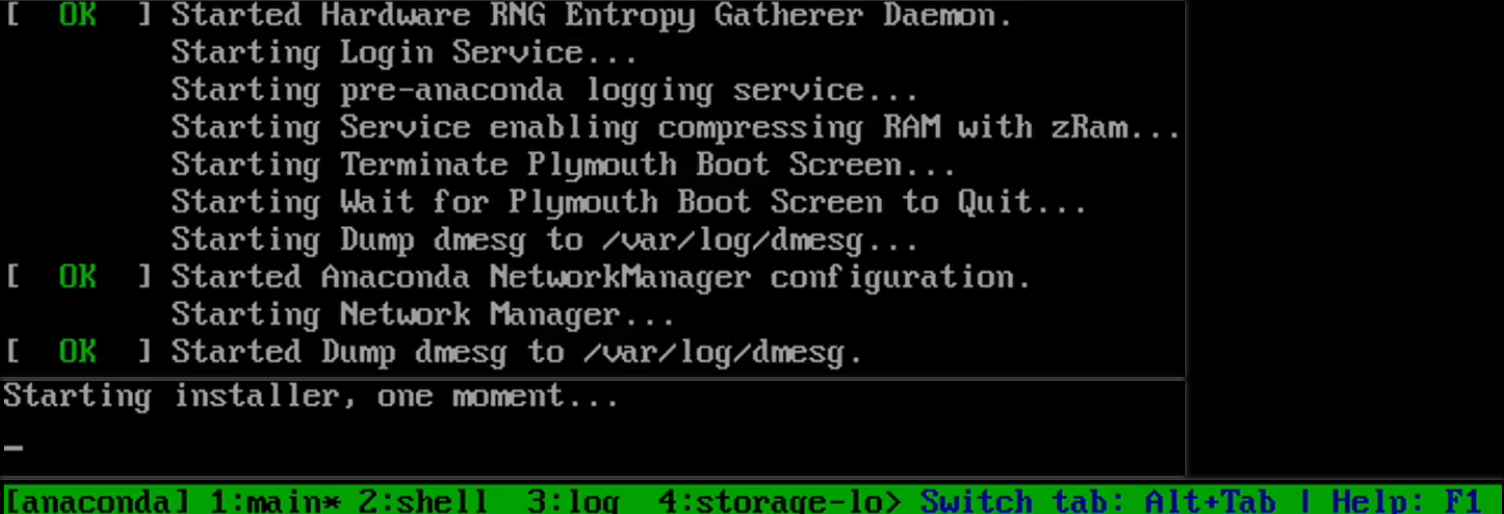 [  OK  ] Started Hardware RNG Entropy Gatherer Daemon.
         Starting Login Service...
         Starting pre-anaconda logging service...
         Starting Service enabling compressing RAM with zRam...
         Starting Terminate Plymouth Boot Screen...
         Starting Wait for Plymouth Boot Screen to Quit...
         Starting Dump dmesg to /var/log/dmesg...
[  OK  ] Started Anaconda NetworkManager configuration.
         Starting Network Manager...
[  OK  ] Started Dump dmesg to /var/log/dmesg.
Starting installer, one moment...
[anaconda] 1:main* 2:shell  3:log  4:storage-lo> Switch tab: Alt+Tab | Help: F1